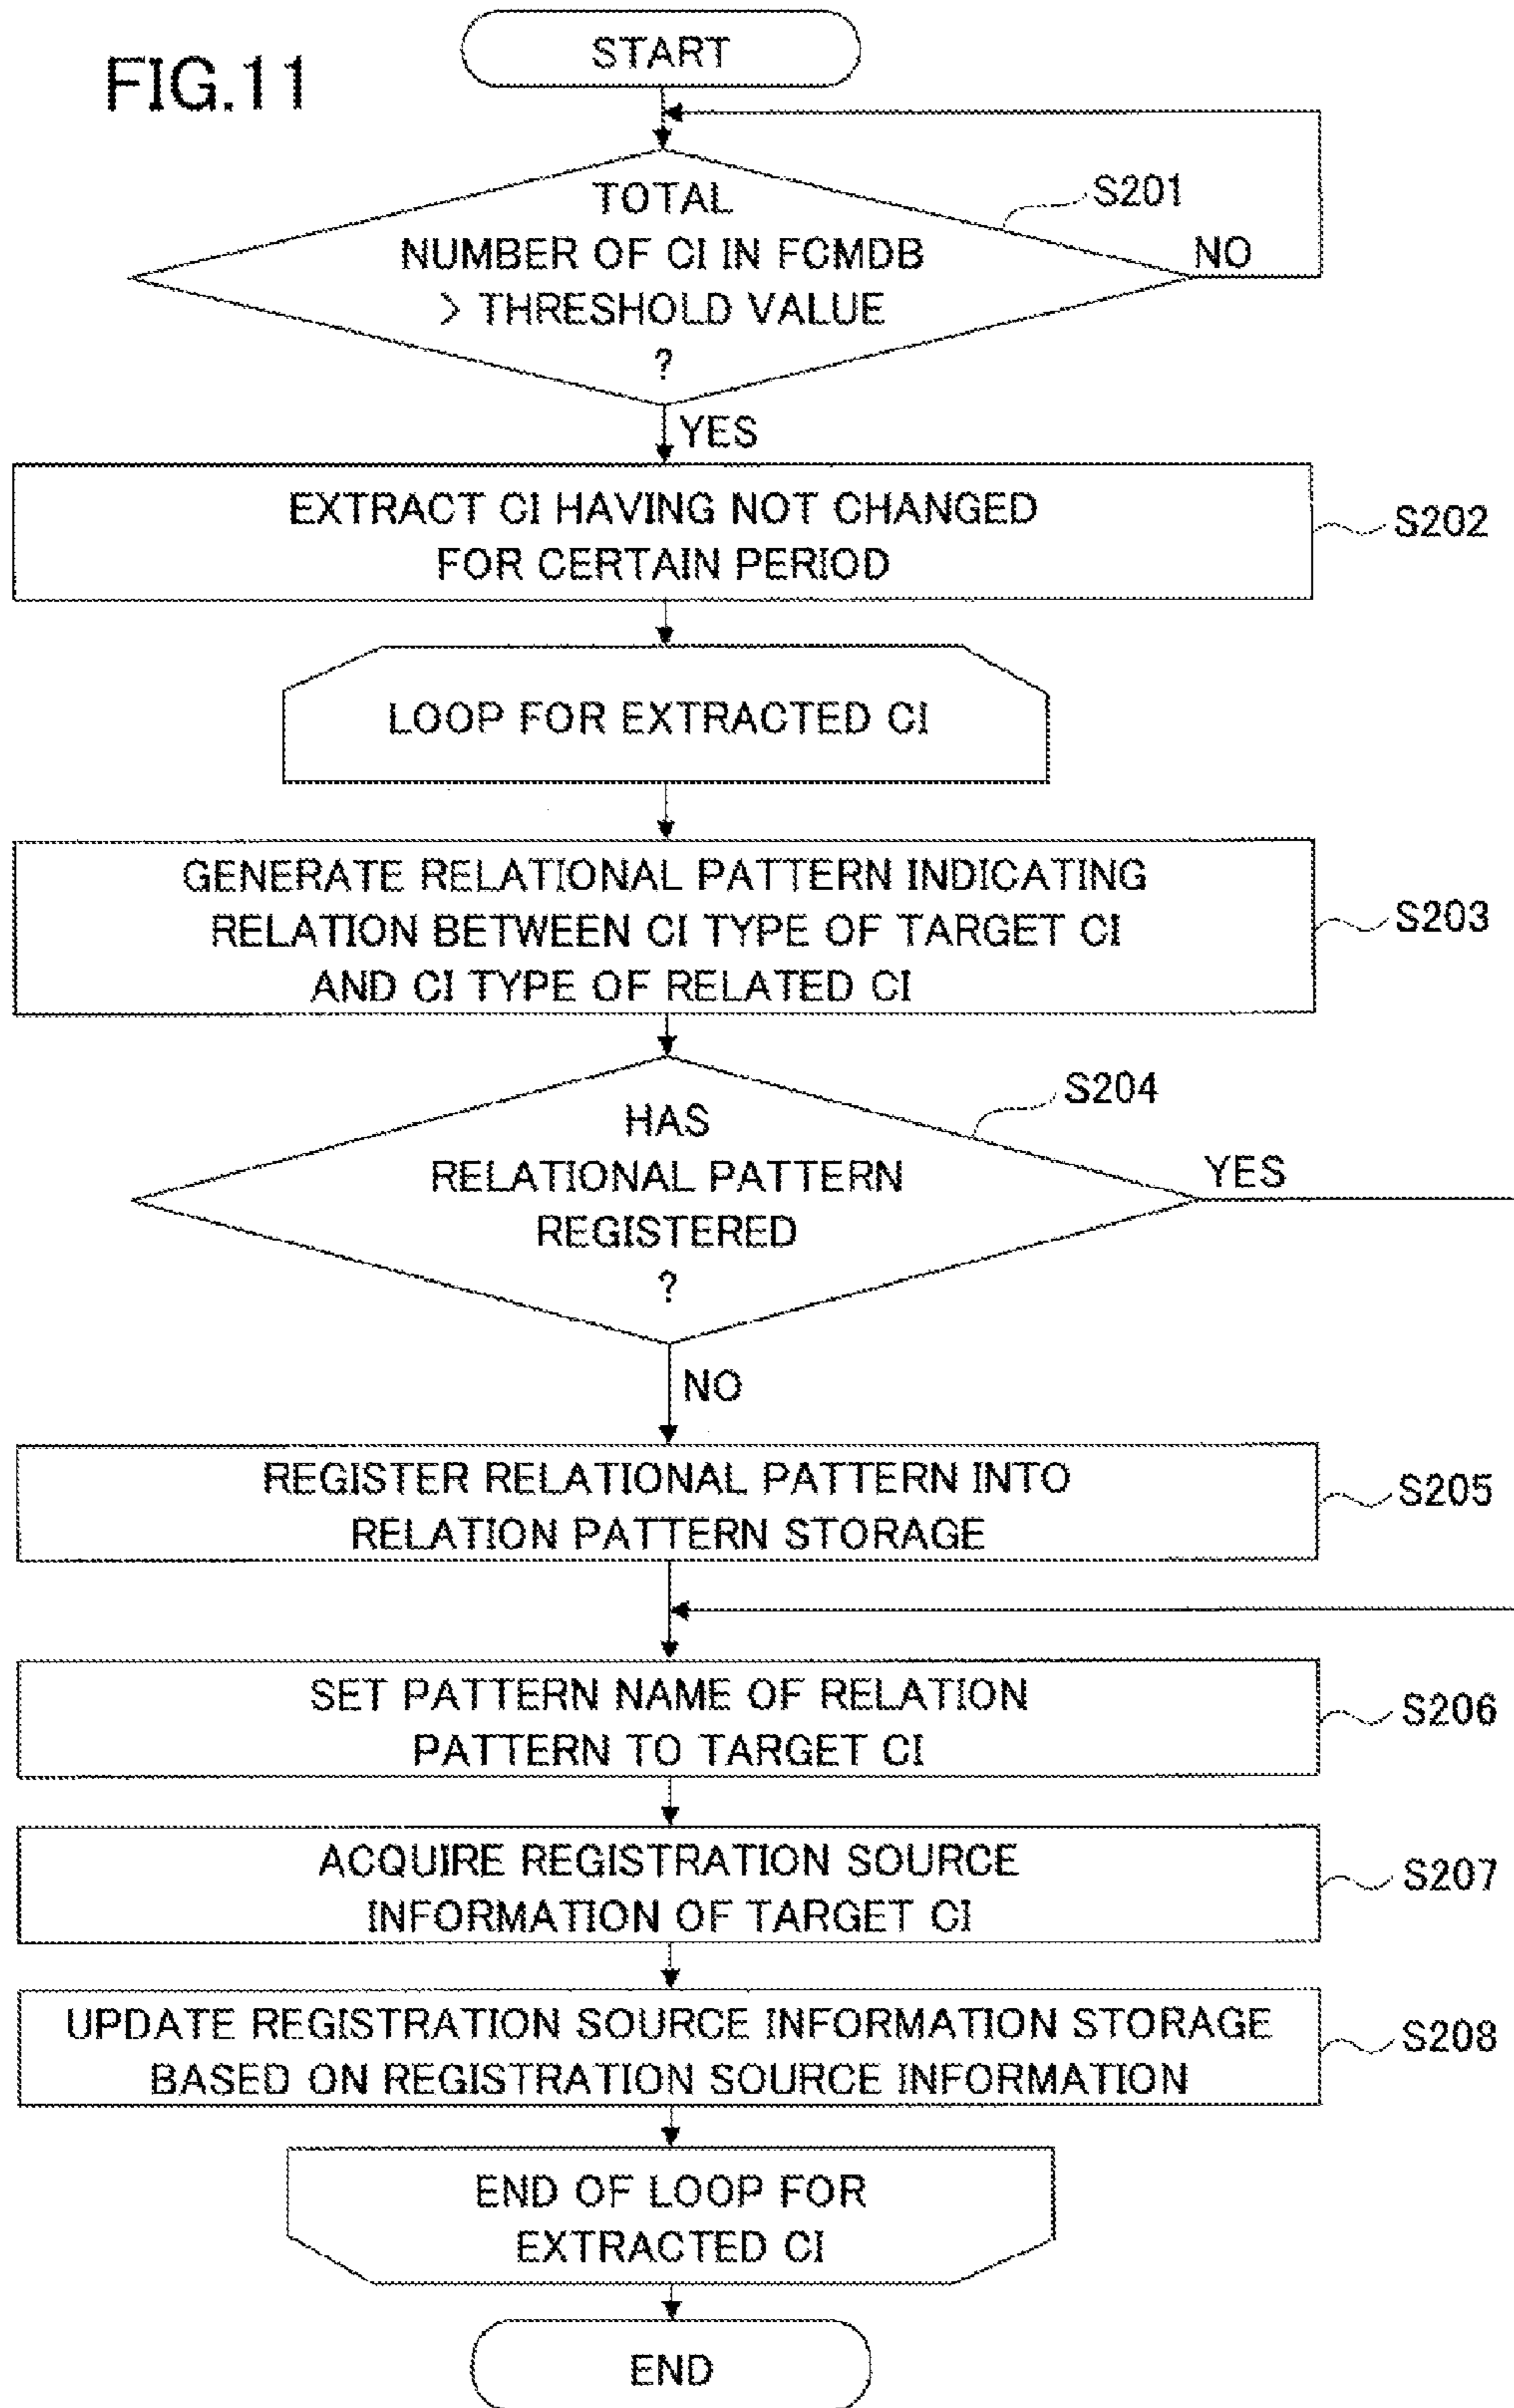 FIG.11
START
TOTAL
NUMBER OF CI IN FCMDB
> THRESHOLD VALUE
?
S201
NO
YES
EXTRACT CI HAVING NOT CHANGED
FOR CERTAIN PERIOD
S202
LOOP FOR EXTRACTED CI
GENERATE RELATIONAL PATTERN INDICATING
RELATION BETWEEN CI TYPE OF TARGET CI
AND CI TYPE OF RELATED CI
S203
HAS
RELATIONAL PATTERN
REGISTERED
?
S204
YES
NO
REGISTER RELATIONAL PATTERN INTO
RELATION PATTERN STORAGE
S205
SET PATTERN NAME OF RELATION
PATTERN TO TARGET CI
S206
ACQUIRE REGISTRATION SOURCE
INFORMATION OF TARGET CI
S207
UPDATE REGISTRATION SOURCE INFORMATION STORAGE
BASED ON REGISTRATION SOURCE INFORMATION
S208
END OF LOOP FOR
EXTRACTED CI
END